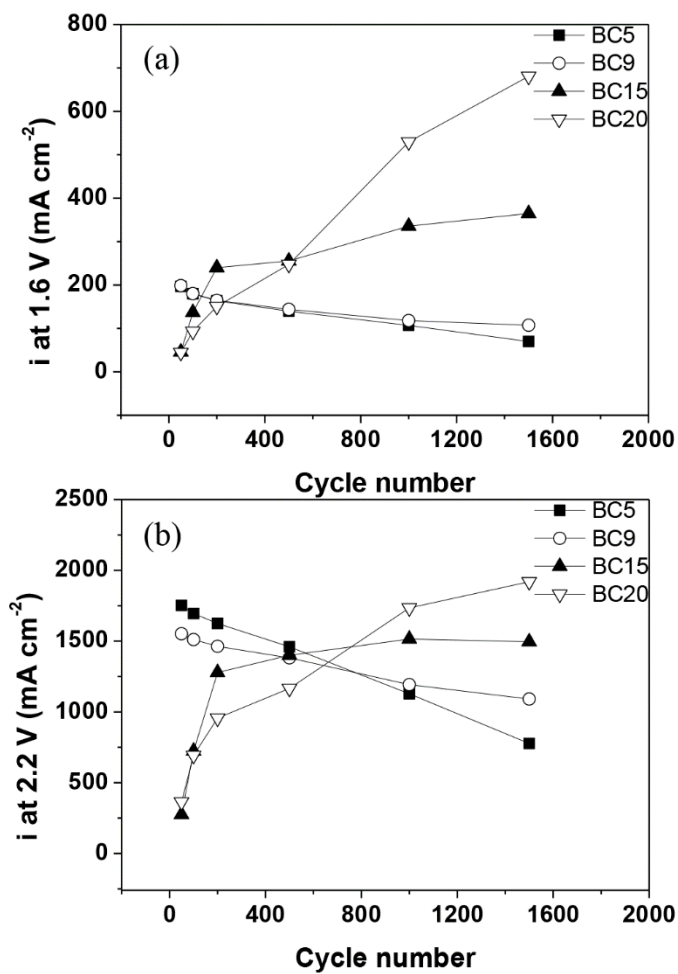 (a)
BC5
BC9
BC15
BC20
i at 1.6 V (mA cm⁻²)
800
600
400
200
0
0 400 800 1200 1600 2000
Cycle number
(b)
BC5
BC9
BC15
BC20
i at 2.2 V (mA cm⁻²)
2500
2000
1500
1000
500
0
0 400 800 1200 1600 2000
Cycle number